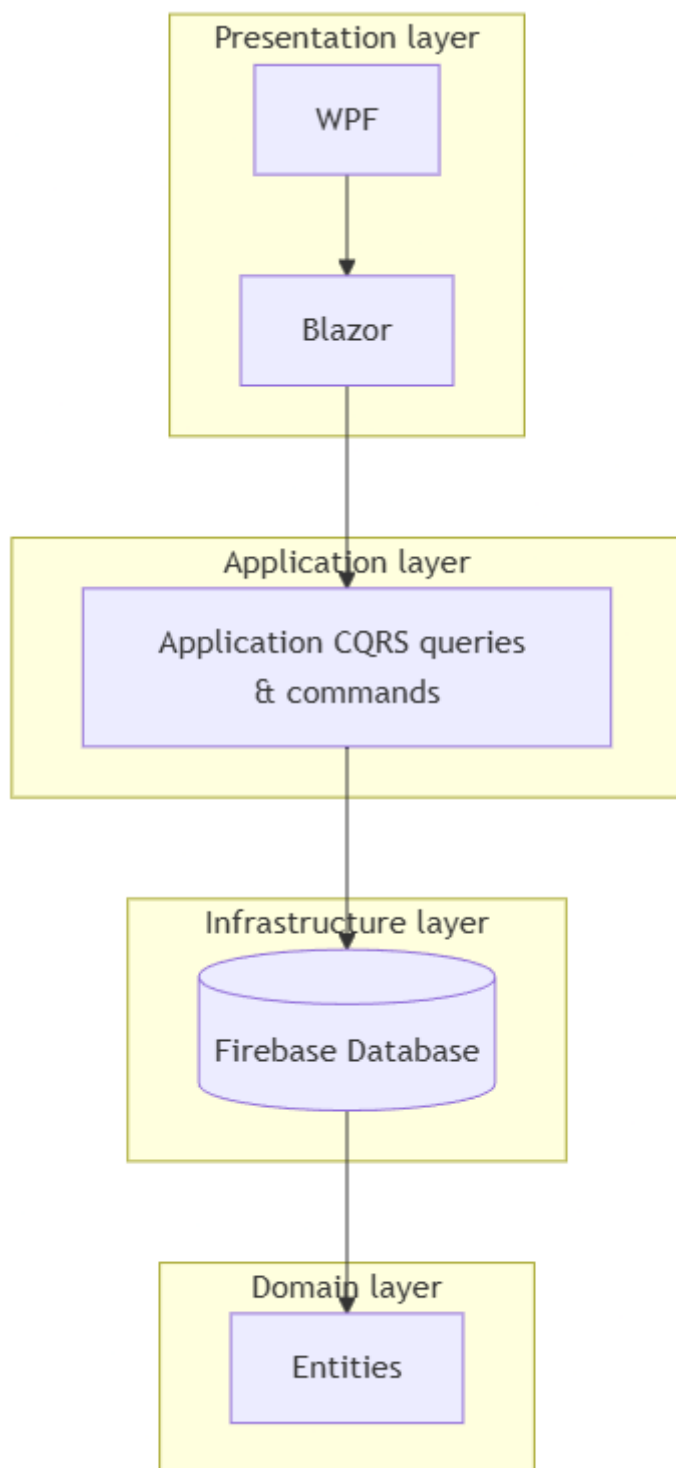 Presentation layer
WPF
Blazor
Application layer
Application CQRS queries
& commands
Infrastructure layer
Firebase Database
Domain layer
Entities